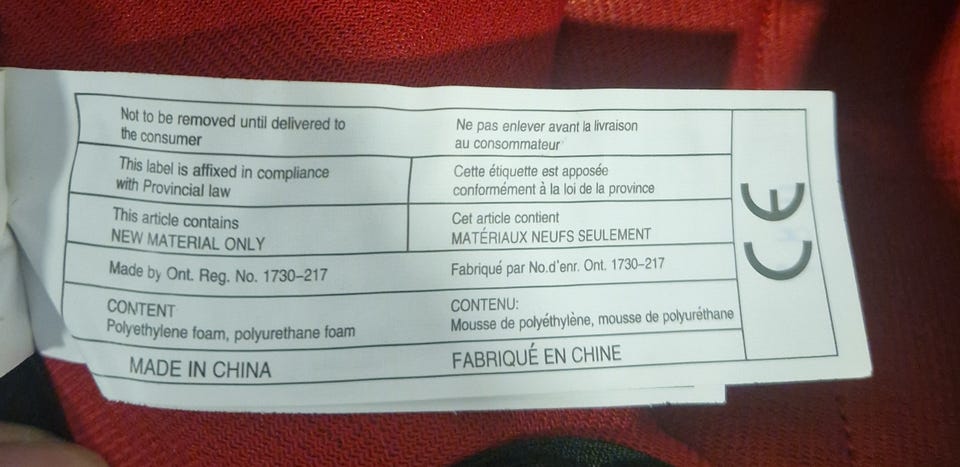 Not to be removed until delivered to
the consumer
Ne pas enlever avant la livraison
au consommateur
This label is affixed in compliance
with Provincial law
Cette étiquette est apposée
conformément à la loi de la province
This article contains
NEW MATERIAL ONLY
Cet article contient
MATÉRIAUX NEUFS SEULEMENT
Made by Ont. Reg. No. 1730-217
Fabriqué par No.d'enr. Ont. 1730-217
CONTENT
Polyethylene foam, polyurethane foam
CONTENU:
Mousse de polyéthylène, mousse de polyuréthane
MADE IN CHINA
FABRIQUÉ EN CHINE
CE